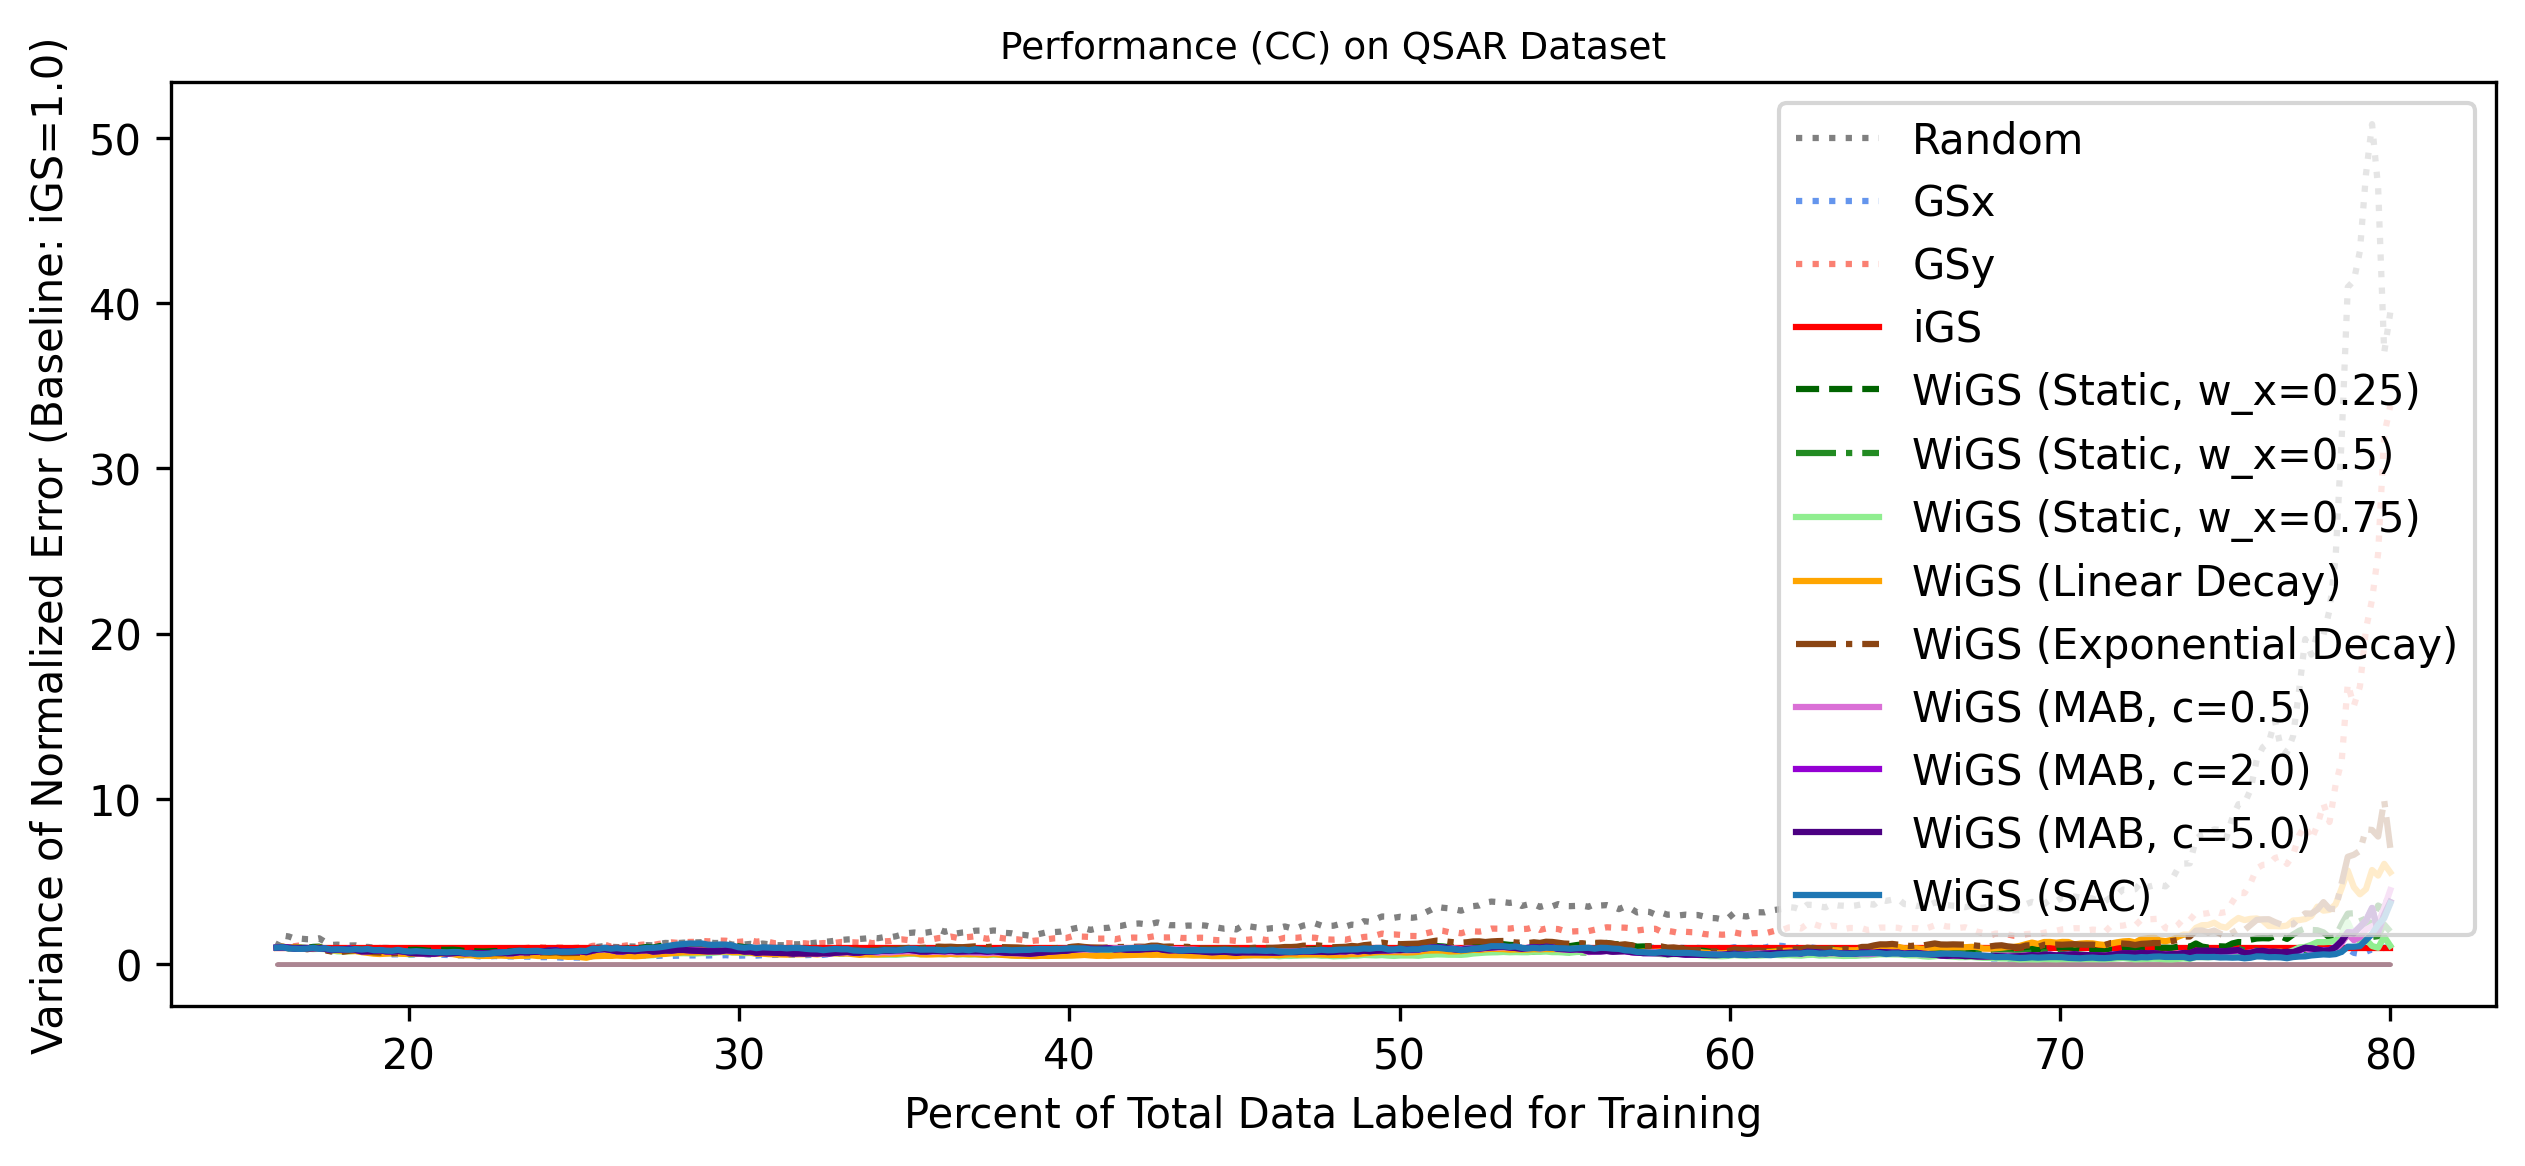 Performance (CC) on QSAR Dataset
Variance of Normalized Error (Baseline: iGS=1.0)
50
40
30
20
10
0
Random
GSx
GSy
iGS
WiGS (Static, w_x=0.25)
WiGS (Static, w_x=0.5)
WiGS (Static, w_x=0.75)
WiGS (Linear Decay)
WiGS (Exponential Decay)
WiGS (MAB, c=0.5)
WiGS (MAB, c=2.0)
WiGS (MAB, c=5.0)
WiGS (SAC)
20 30 40 50 60 70 80
Percent of Total Data Labeled for Training